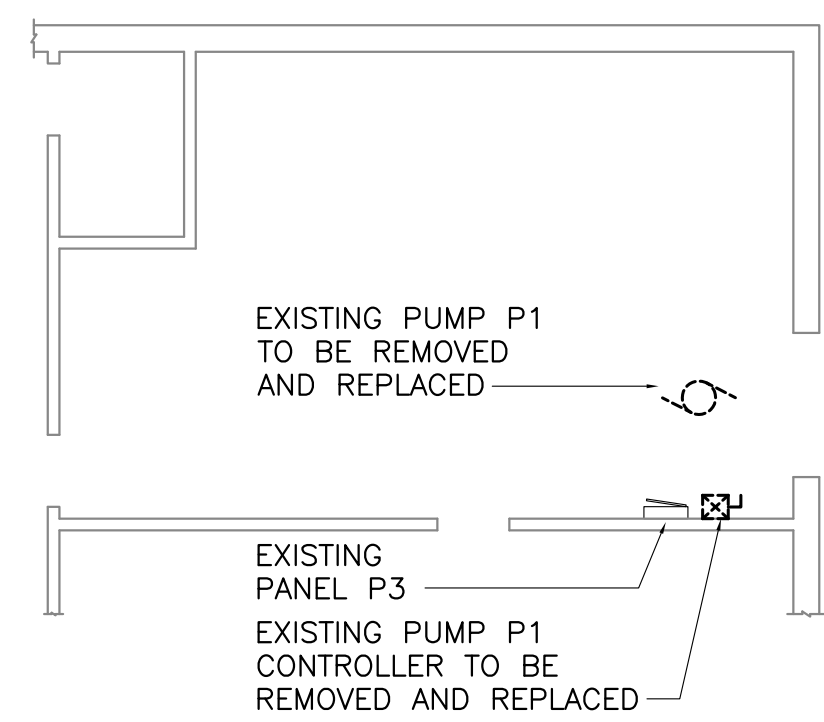 EXISTING PUMP P1
TO BE REMOVED
AND REPLACED
EXISTING
PANEL P3
EXISTING PUMP P1
CONTROLLER TO BE
REMOVED AND REPLACED